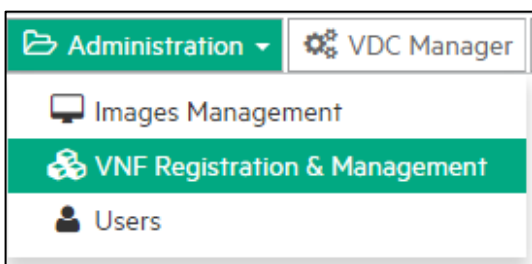 Administration VDC Manager
Images Management
VNF Registration & Management
Users